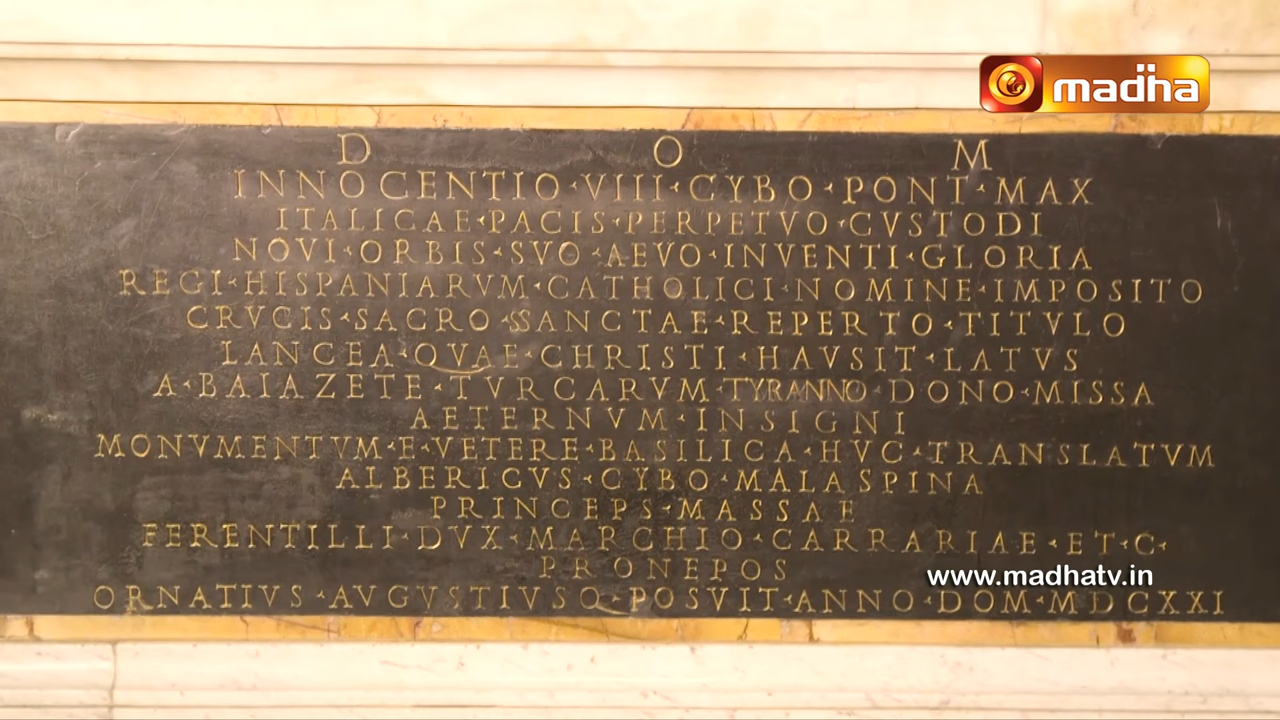 madha
D O M
INNOCENTIO · VIII · CYBO · PONT · MAX
ITALICAE · PACIS · PERPETVO · CVSTODI
NOVI · ORBIS · SVO · AEVO · INVENTI · GLORIA
REGI · HISPANIARVM · CATHOLICI · NOMINE · IMPOSITO
CRVCIS · SACRO SANCTAE · REPERTO · TITVLO
LANCEA · QVAE · CHRISTI · HAVSIT · LATVS
A · BAIAZETE · TVRCARVM · TYRANNO · DONO · MISSA
AETERNVM · INSIGNI
MONVMENTVM · E · VETERE · BASILICA · HVC · TRANSLATVM
ALBERICVS · CYBO · MALASPINA
PRINCEPS · MASSAE
FERENTILLI · DVX · MARCHIO · CARRARIAE · ET · C ·
PRONEPOS
ORNATIVS · AVGVSTIVSQ · POSVIT · ANNO · DOM · MDCXXI
www.madhatv.in